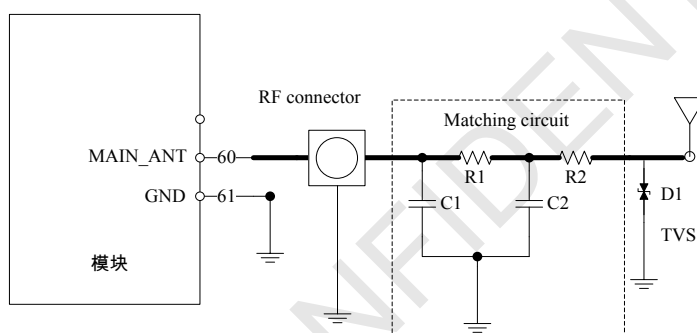 RF connector
Matching circuit
MAIN_ANT
60
R1
R2
GND
61
C1
C2
D1
TVS
模块